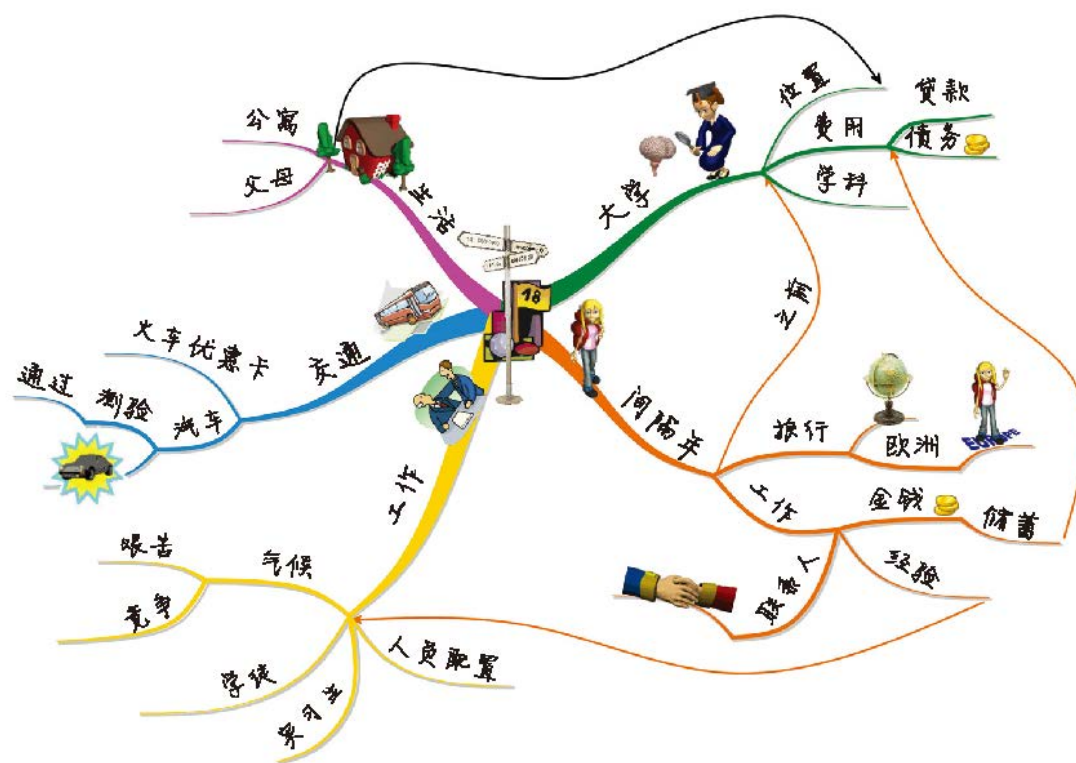 公寓
父母
生活
大学
位置
费用
学科
贷款
债务
18
交通
火车优惠卡
汽车
测验
通过
间隔年
之前
旅行
欧洲
EUROPE
工作
金钱
储蓄
经验
联系人
工作
气候
艰苦
竞争
学徒
实习生
人员配置